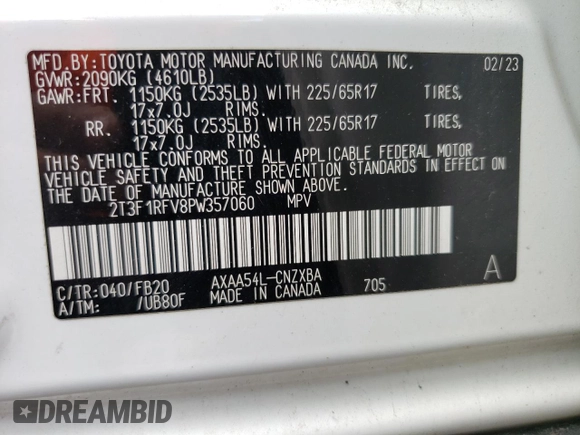 MFD.BY:TOYOTA MOTOR MANUFACTURING CANADA INC. 02/23
GVWR:2090KG (4610LB)
GAWR:FRT. 1150KG (2535LB) WITH 225/65R17 TIRES,
17x7.0J RIMS.
RR. 1150KG (2535LB) WITH 225/65R17 TIRES,
17x7.0J RIMS.
THIS VEHICLE CONFORMS TO ALL APPLICABLE FEDERAL MOTOR
VEHICLE SAFETY AND THEFT PREVENTION STANDARDS IN EFFECT ON
THE DATE OF MANUFACTURE SHOWN ABOVE.
2T3F1RFV8PW357060 MPV
C/TR:040/FB20 AXAA54L-CNZXBA 705 A
A/TM: /UB80F MADE IN CANADA
DREAMBID